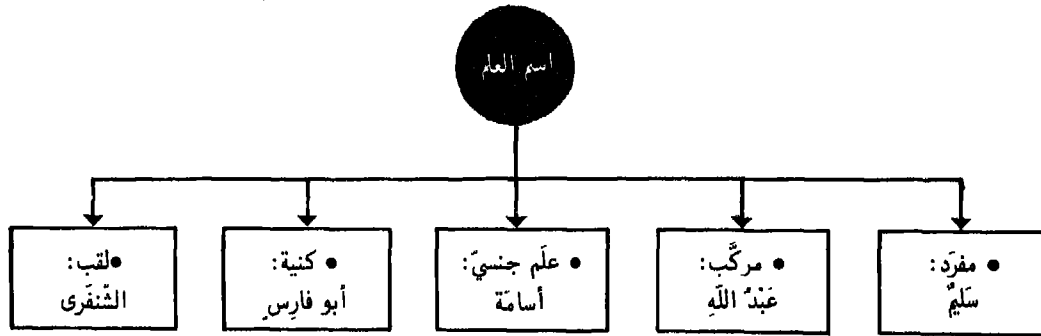 اسم العلم
• مفرَد:
سَليمٌ
• مركَّب:
عَبْدُ اللَّهِ
• علَم جنسيّ:
أسامَة
• كنية:
أبو فارِسٍ
•لقب:
الشّنفَرى